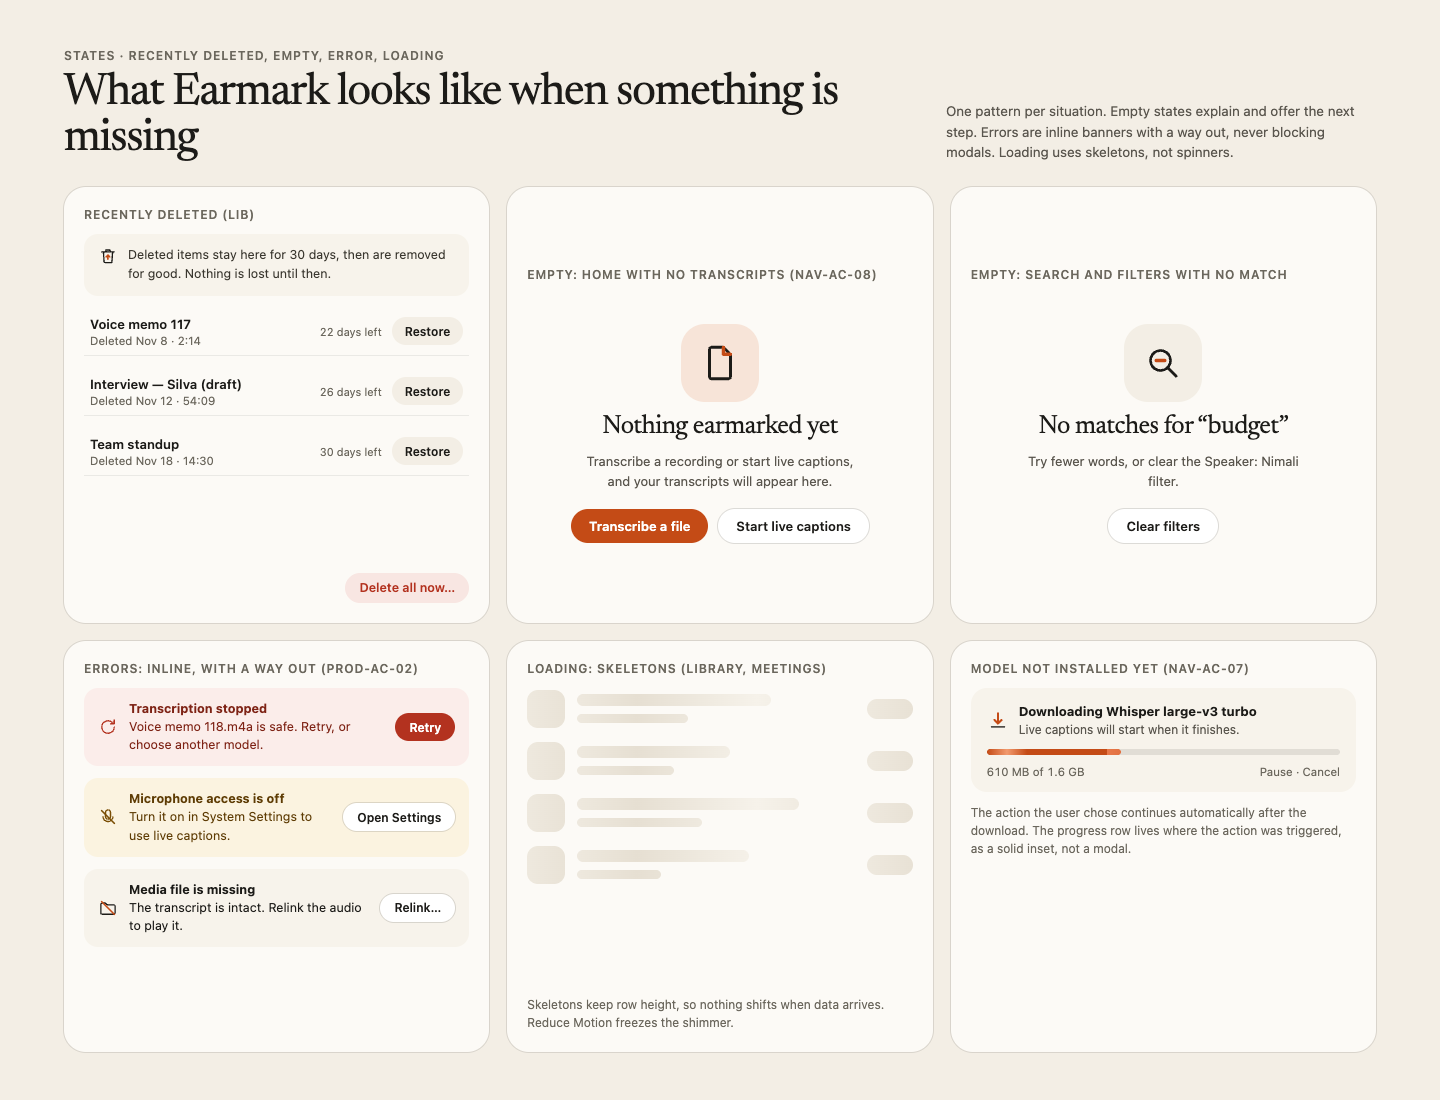 STATES · RECENTLY DELETED, EMPTY, ERROR, LOADING
What Earmark looks like when something is
missing
One pattern per situation. Empty states explain and offer the next
step. Errors are inline banners with a way out, never blocking
modals. Loading uses skeletons, not spinners.
RECENTLY DELETED (LIB)
Deleted items stay here for 30 days, then are removed
for good. Nothing is lost until then.
Voice memo 117
Deleted Nov 8 · 2:14
22 days left
Restore
Interview — Silva (draft)
Deleted Nov 12 · 54:09
26 days left
Restore
Team standup
Deleted Nov 18 · 14:30
30 days left
Restore
Delete all now...
EMPTY: HOME WITH NO TRANSCRIPTS (NAV-AC-08)
Nothing earmarked yet
Transcribe a recording or start live captions,
and your transcripts will appear here.
Transcribe a file
Start live captions
EMPTY: SEARCH AND FILTERS WITH NO MATCH
No matches for “budget”
Try fewer words, or clear the Speaker: Nimali
filter.
Clear filters
ERRORS: INLINE, WITH A WAY OUT (PROD-AC-02)
Transcription stopped
Voice memo 118.m4a is safe. Retry, or
choose another model.
Retry
Microphone access is off
Turn it on in System Settings to
use live captions.
Open Settings
Media file is missing
The transcript is intact. Relink the audio
to play it.
Relink...
LOADING: SKELETONS (LIBRARY, MEETINGS)
Skeletons keep row height, so nothing shifts when data arrives.
Reduce Motion freezes the shimmer.
MODEL NOT INSTALLED YET (NAV-AC-07)
Downloading Whisper large-v3 turbo
Live captions will start when it finishes.
610 MB of 1.6 GB
Pause · Cancel
The action the user chose continues automatically after the
download. The progress row lives where the action was triggered,
as a solid inset, not a modal.